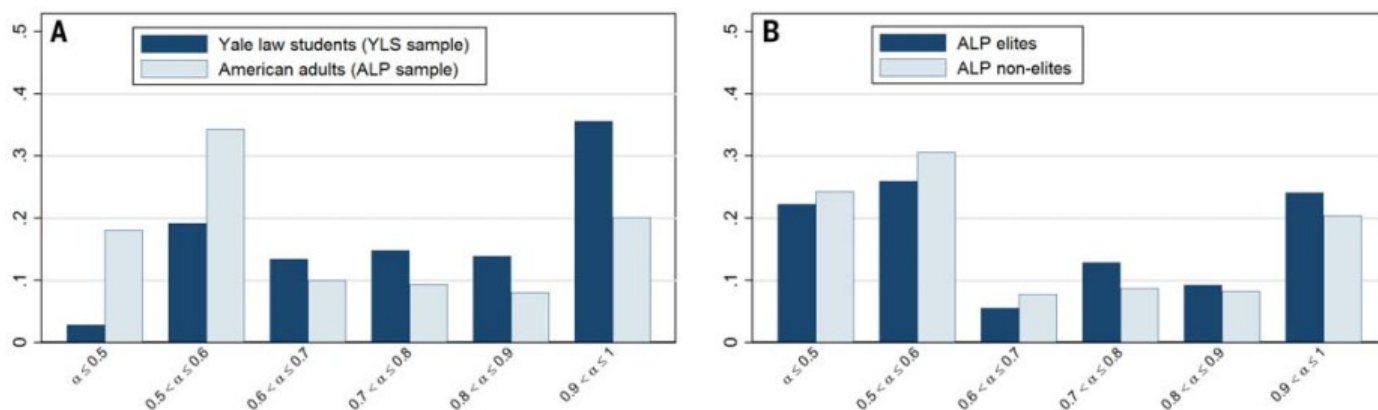 A
Yale law students (YLS sample)
American adults (ALP sample)
.5
.4
.3
.2
.1
0
α ≤ 0.5
0.5 < α ≤ 0.6
0.6 < α ≤ 0.7
0.7 < α ≤ 0.8
0.8 < α ≤ 0.9
0.9 < α ≤ 1
B
ALP elites
ALP non-elites
.5
.4
.3
.2
.1
0
α ≤ 0.5
0.5 < α ≤ 0.6
0.6 < α ≤ 0.7
0.7 < α ≤ 0.8
0.8 < α ≤ 0.9
0.9 < α ≤ 1